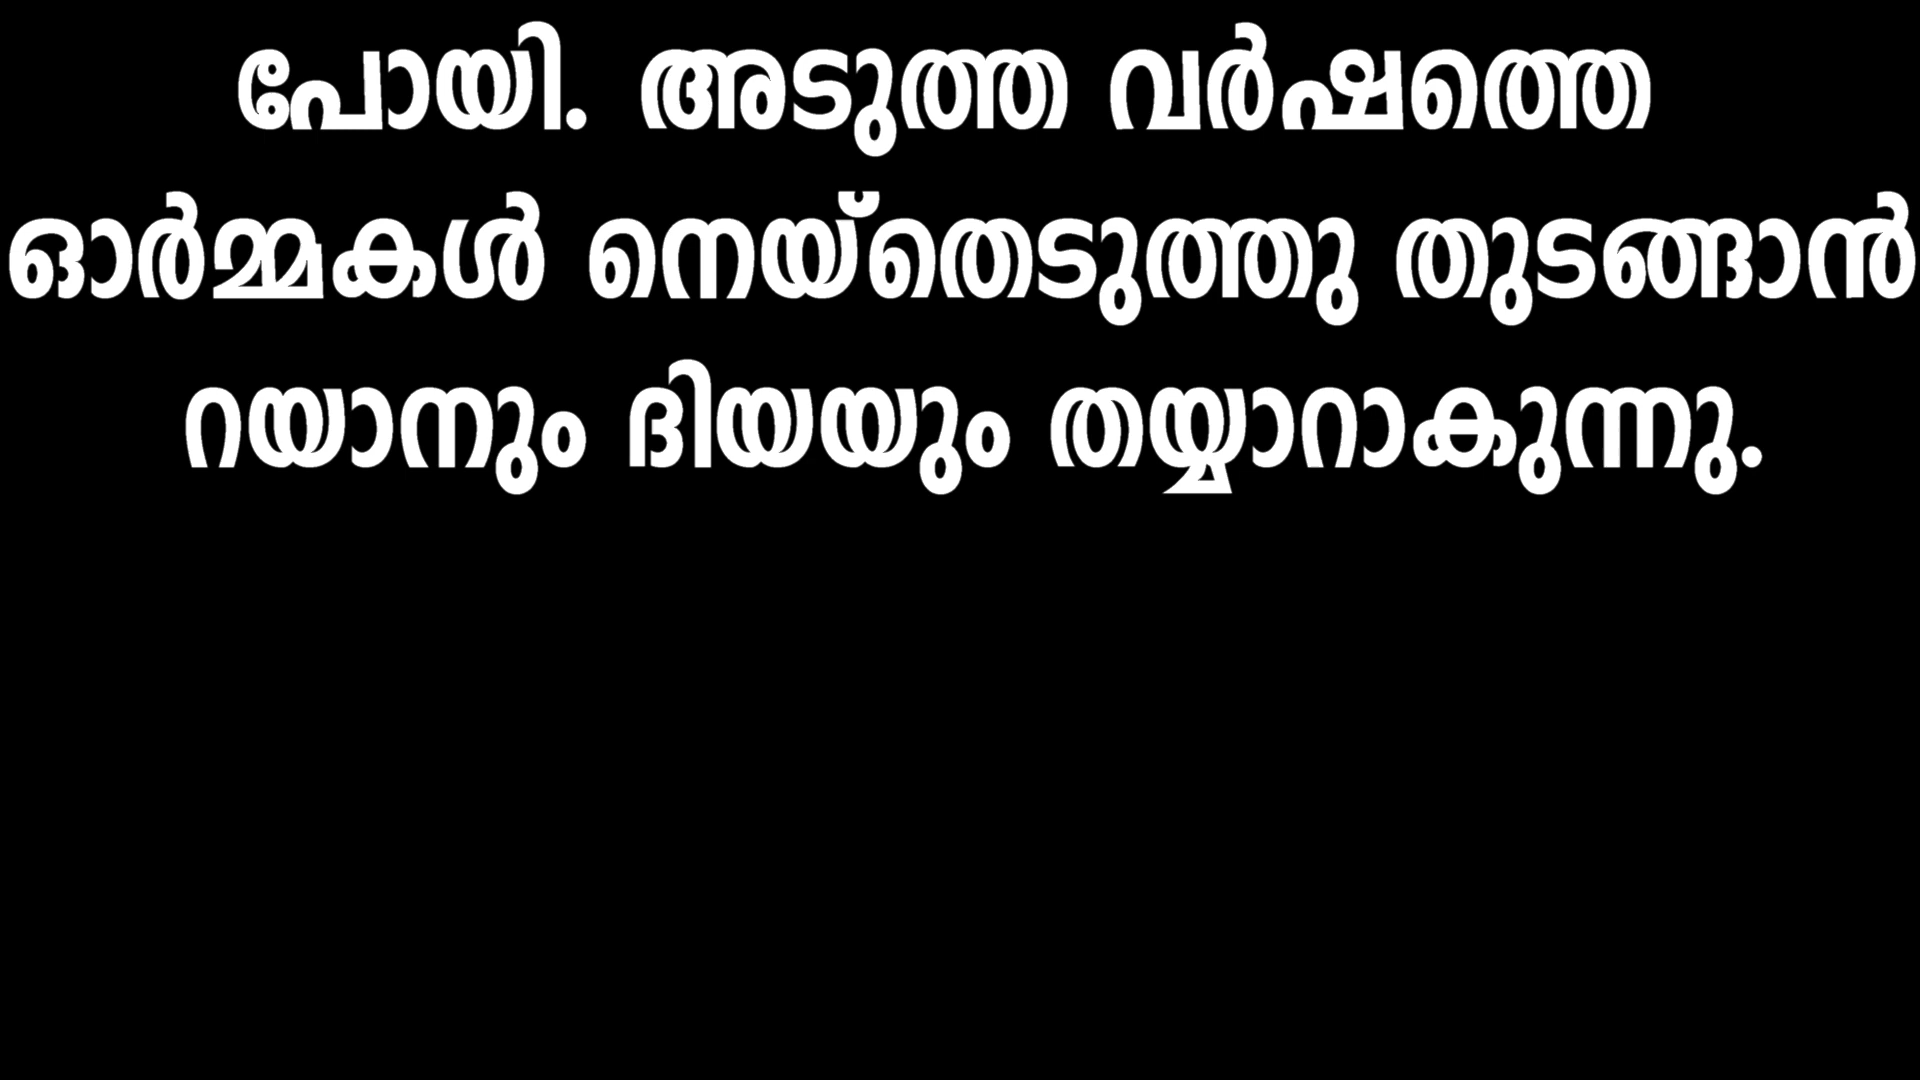 പോയി. അടുത്ത വർഷത്തെ
ഓർമ്മകൾ നെയ്തെടുത്തു തുടങ്ങാൻ
റയാനും ദിയയും തയ്യാറാകുന്നു.